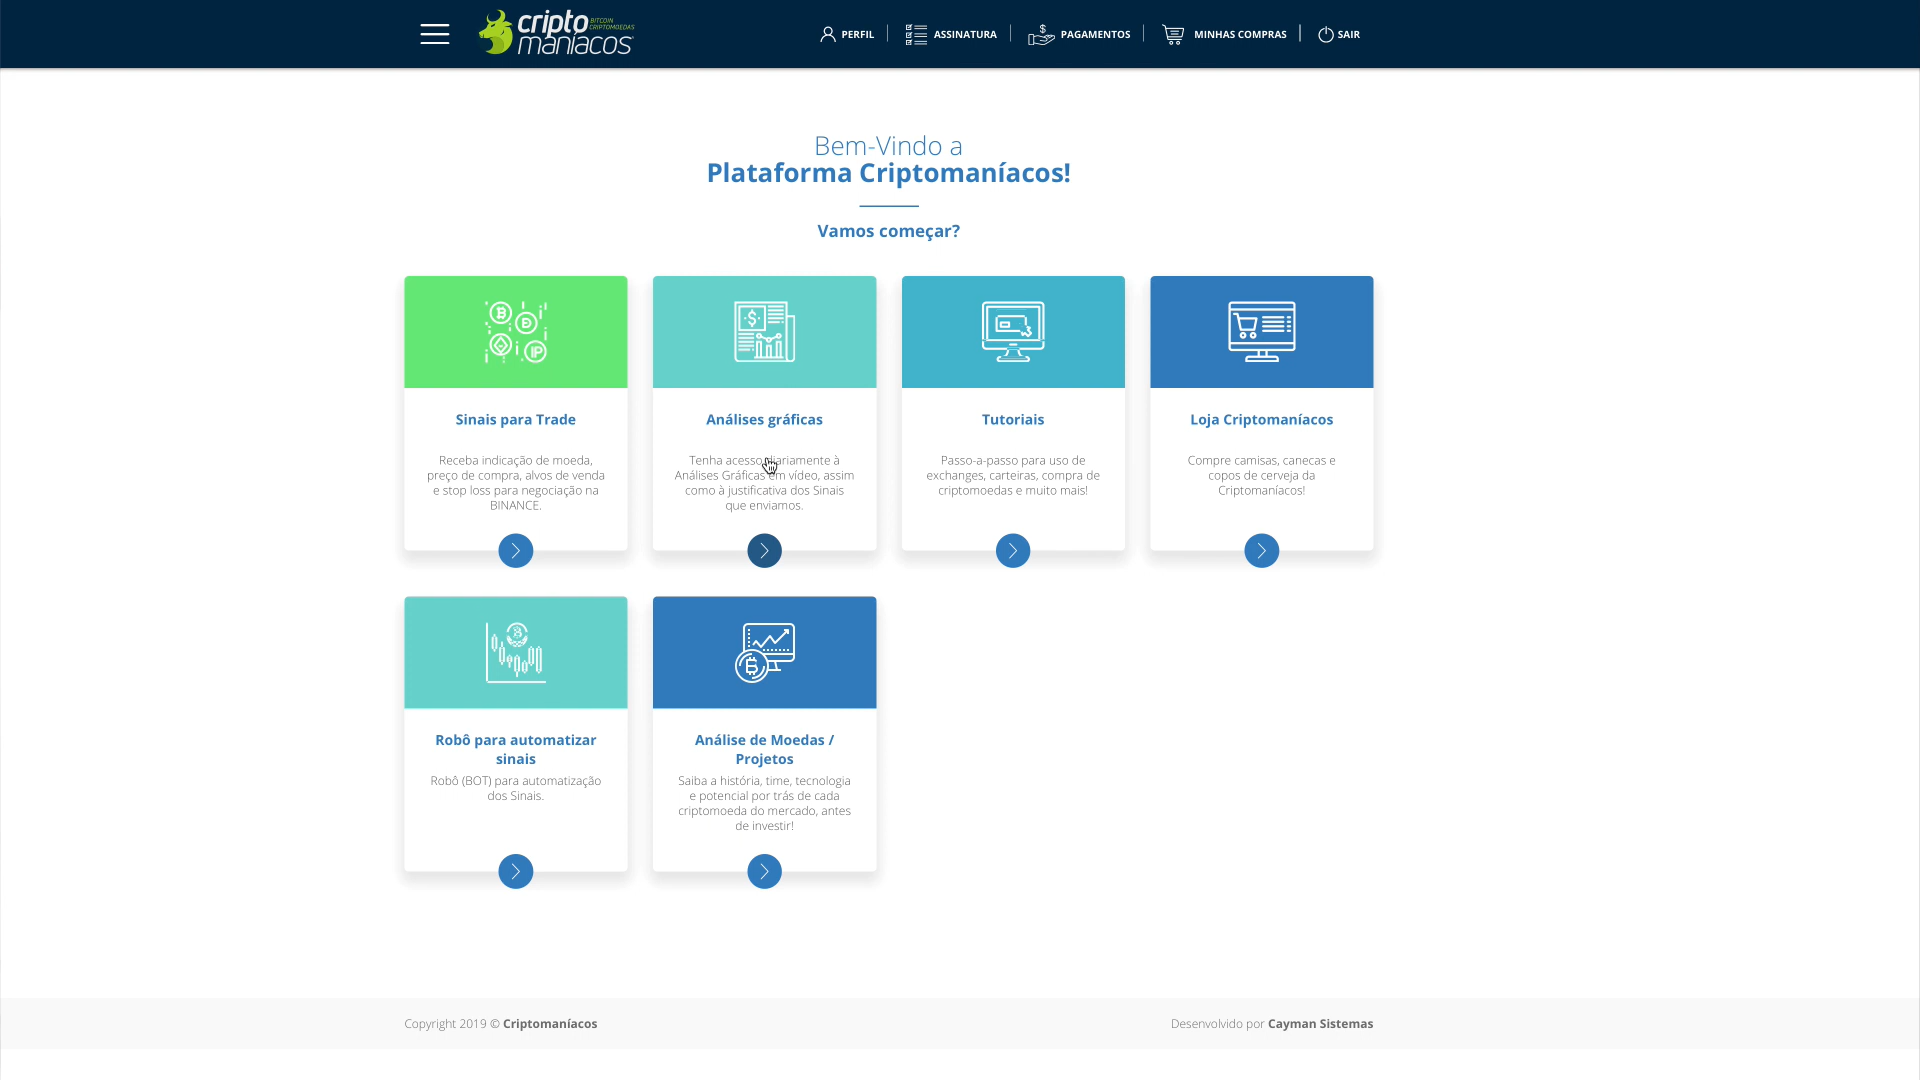 cripto BITCOIN CRIPTOMOEDAS
maníacos
PERFIL
ASSINATURA
PAGAMENTOS
MINHAS COMPRAS
SAIR
Bem-Vindo a
Plataforma Criptomaníacos!
Vamos começar?
Sinais para Trade
Receba indicação de moeda,
preço de compra, alvos de venda
e stop loss para negociação na
BINANCE.
Análises gráficas
Tenha acesso diariamente à
Análises Gráficas em vídeo, assim
como à justificativa dos Sinais
que enviamos.
Tutoriais
Passo-a-passo para uso de
exchanges, carteiras, compra de
criptomoedas e muito mais!
Loja Criptomaníacos
Compre camisas, canecas e
copos de cerveja da
Criptomaníacos!
Robô para automatizar
sinais
Robô (BOT) para automatização
dos Sinais.
Análise de Moedas /
Projetos
Saiba a história, time, tecnologia
e potencial por trás de cada
criptomoeda do mercado, antes
de investir!
Copyright 2019 © Criptomaníacos
Desenvolvido por Cayman Sistemas